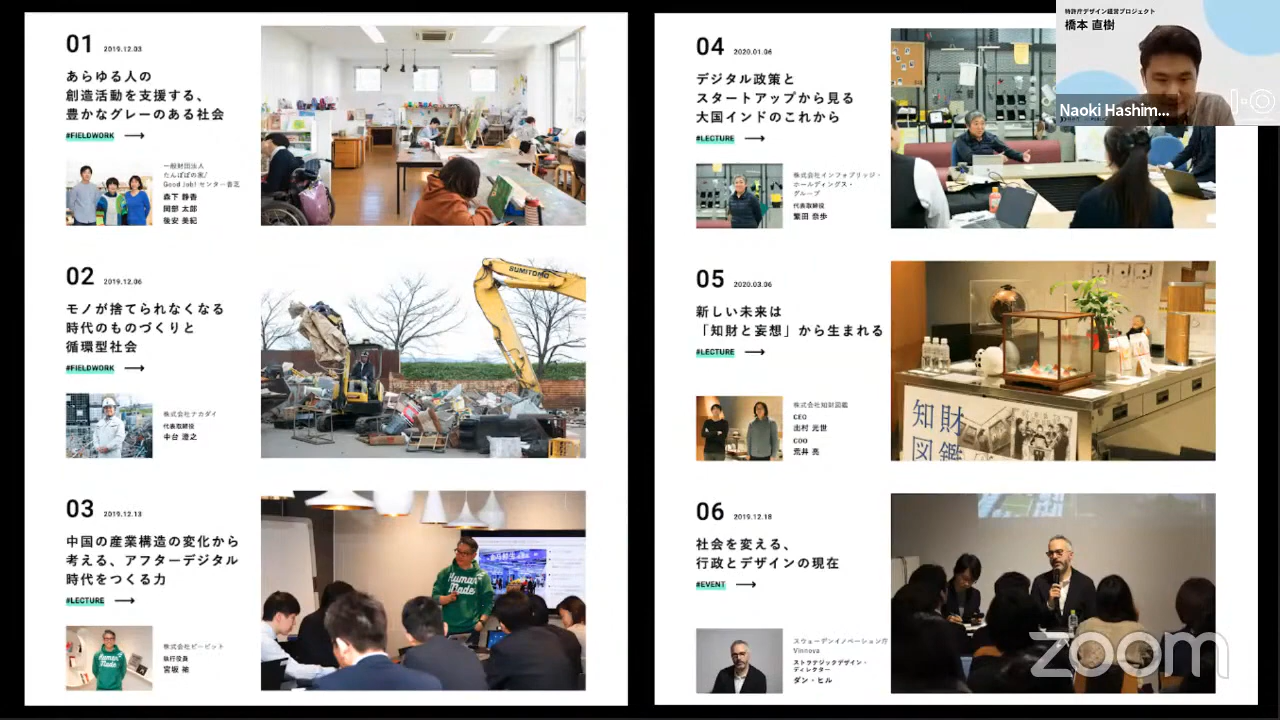 01 2019.12.03
あらゆる人の
創造活動を支援する、
豊かなグレーのある社会
#FIELDWORK
一般財団法人
たんぽぽの家/
Good Job! センター香芝
森下 静香
岡部 太郎
後安 美紀
02 2019.12.06
モノが捨てられなくなる
時代のものづくりと
循環型社会
#FIELDWORK
株式会社ナカダイ
代表取締役
中台 澄之
SUMITOMO
03 2019.12.13
中国の産業構造の変化から
考える、アフターデジタル
時代をつくる力
#LECTURE
株式会社ビービット
執行役員
宮坂 祐
Human
Made
04 2020.01.06
デジタル政策と
スタートアップから見る
大国インドのこれから
#LECTURE
株式会社インフォブリッジ・
ホールディングス・
グループ
代表取締役
繁田 奈歩
05 2020.03.06
新しい未来は
「知財と妄想」から生まれる
#LECTURE
株式会社知財図鑑
CEO
出村 光世
COO
荒井 亮
知財
図鑑
06 2019.12.18
社会を変える、
行政とデザインの現在
#EVENT
スウェーデンイノベーション庁
Vinnova
ストラテジックデザイン・
ディレクター
ダン・ヒル
特許庁デザイン経営プロジェクト
橋本 直樹
Naoki Hashim...
zoom